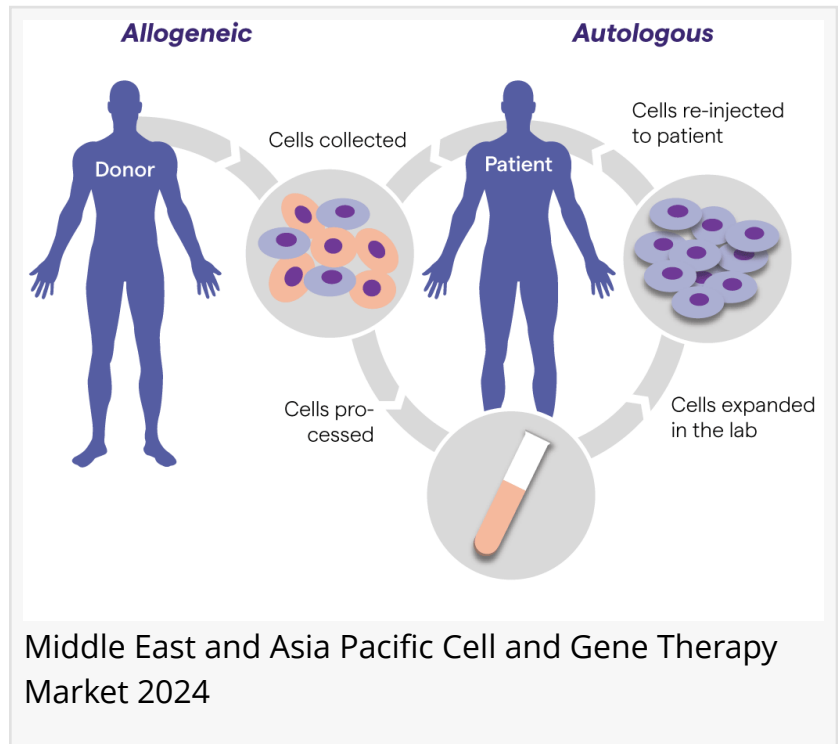 Allogeneic
Autologous
Donor
Cells collected
Patient
Cells re-injected
to patient
Cells pro-
cessed
Cells expanded
in the lab
Middle East and Asia Pacific Cell and Gene Therapy
Market 2024